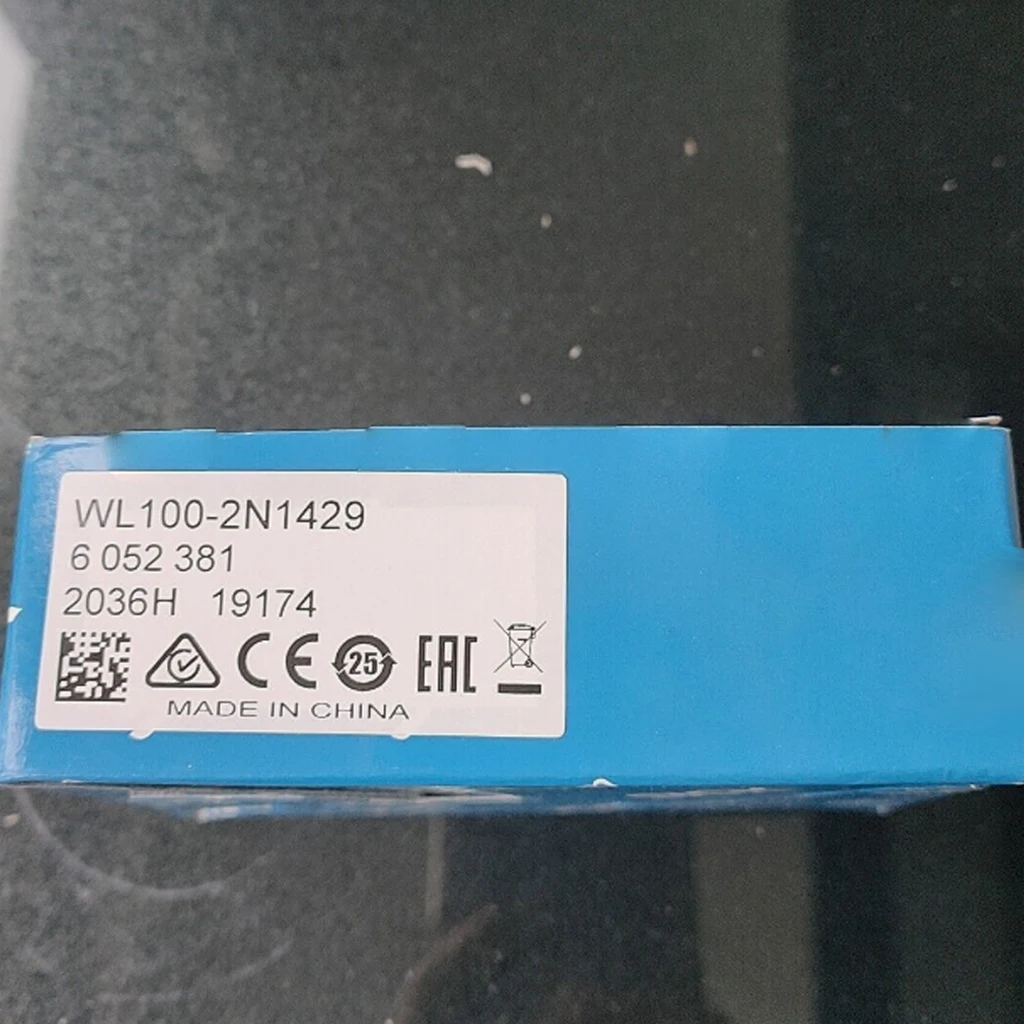 WL100-2N1429
6 052 381
2036H 19174
CE 25 EAC
MADE IN CHINA